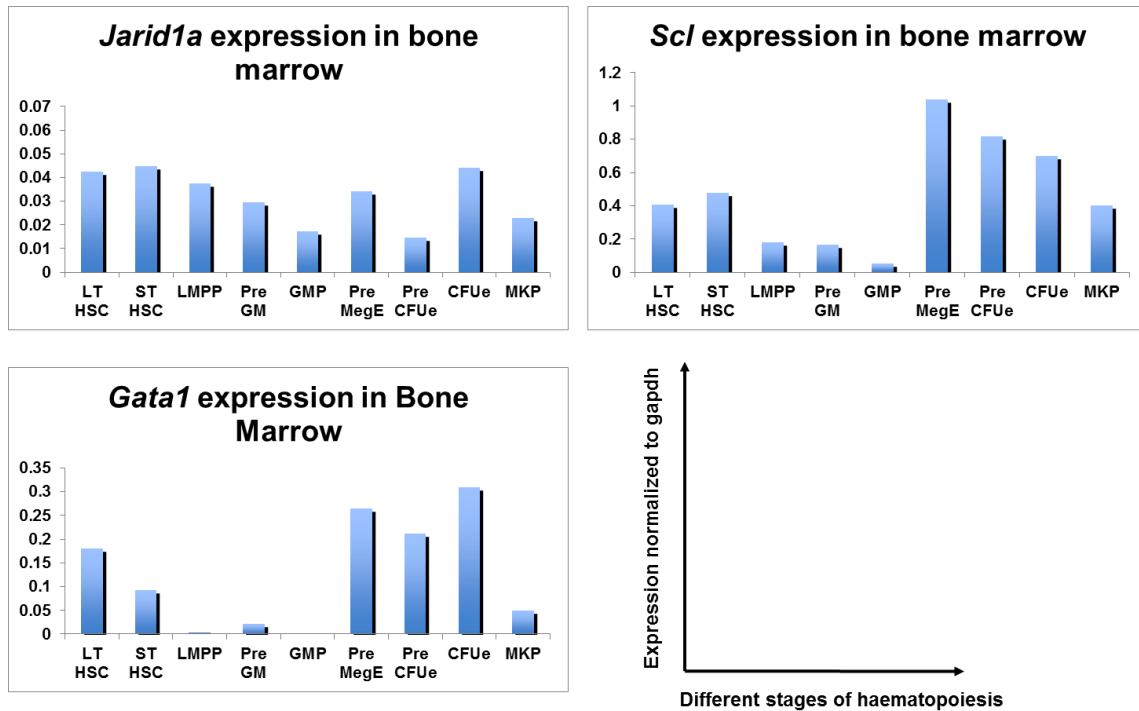 Jarid1a expression in bone
marrow
0.07
0.06
0.05
0.04
0.03
0.02
0.01
0
LT ST LMPP Pre GMP Pre Pre CFUe MKP
HSC HSC GM MegE CFUe
Scl expression in bone marrow
1.2
1
0.8
0.6
0.4
0.2
0
LT ST LMPP Pre GMP Pre Pre CFUe MKP
HSC HSC GM MegE CFUe
Gata1 expression in Bone
Marrow
0.35
0.3
0.25
0.2
0.15
0.1
0.05
0
LT ST LMPP Pre GMP Pre Pre CFUe MKP
HSC HSC GM MegE CFUe
Expression normalized to gapdh
Different stages of haematopoiesis